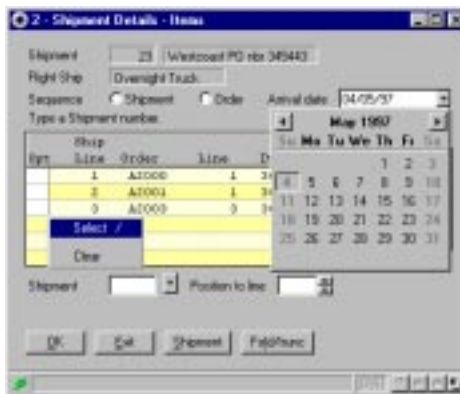 2 - Shipment Details - Items
Shipment 23 Westcoast PO nbr 345443
Flight Ship Overnight Truck
Sequence Shipment Order Arrival date 04/05/97
Type a Shipment number.
May 1997
Su Mo Tu We Th Fr Sa
1 2 3
4 5 6 7 8 9 10
11 12 13 14 15 16 17
18 19 20 21 22 23 24
25 26 27 28 29 30 31
Ship
Opt Line Order Line
1 A2000 1
2 A2001 1
3 A2003 3
Select /
Clear
Shipment Position to line
OK Exit Shipment Fold/trunc